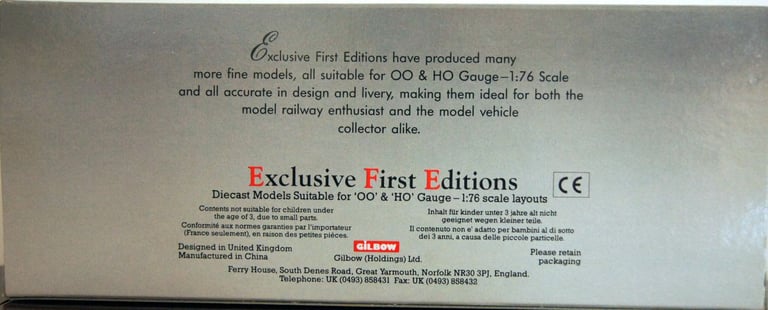 Exclusive First Editions have produced many
more fine models, all suitable for OO & HO Gauge–1:76 Scale
and all accurate in design and livery, making them ideal for both the
model railway enthusiast and the model vehicle
collector alike.
Exclusive First Editions CE
Diecast Models Suitable for 'OO' & 'HO' Gauge – 1:76 scale layouts
Contents not suitable for children under
the age of 3, due to small parts.
Conformité aux normes garanties par l'importateur
(France seulement), en raison des petites pièces.
Inhalt für kinder unter 3 jahre alt nicht
geeignet wegen kleiner teile.
Il contenuto non e' adatto per bambini al di sotto
dei 3 anni, a causa delle piccole particelle.
Designed in United Kingdom
Manufactured in China
GILBOW
Gilbow (Holdings) Ltd.
Please retain
packaging
Ferry House, South Denes Road, Great Yarmouth, Norfolk NR30 3PJ, England.
Telephone: UK (0493) 858431 Fax: UK (0493) 858432